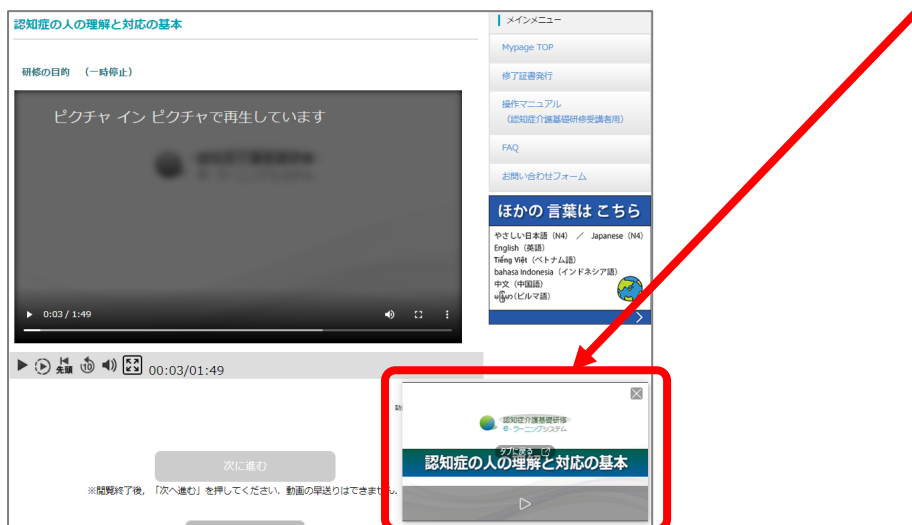 認知症の人の理解と対応の基本
研修の目的　（一時停止）
ピクチャ イン ピクチャで再生しています
0:03 / 1:49
先頭
10
00:03/01:49
次に進む
※閲覧終了後，「次へ進む」を押してください．動画の早送りはできません．
メインメニュー
Mypage TOP
修了証書発行
操作マニュアル
（認知症介護基礎研修受講者用）
FAQ
お問い合わせフォーム
ほかの 言葉は こちら
やさしい日本語（N4） ／ Japanese（N4）
English（英語）
Tiếng Việt（ベトナム語）
bahasa Indonesia（インドネシア語）
中文（中国語）
မြန်မာ（ビルマ語）
認知症介護基礎研修
e-ラーニングシステム
タブに戻る
認知症の人の理解と対応の基本